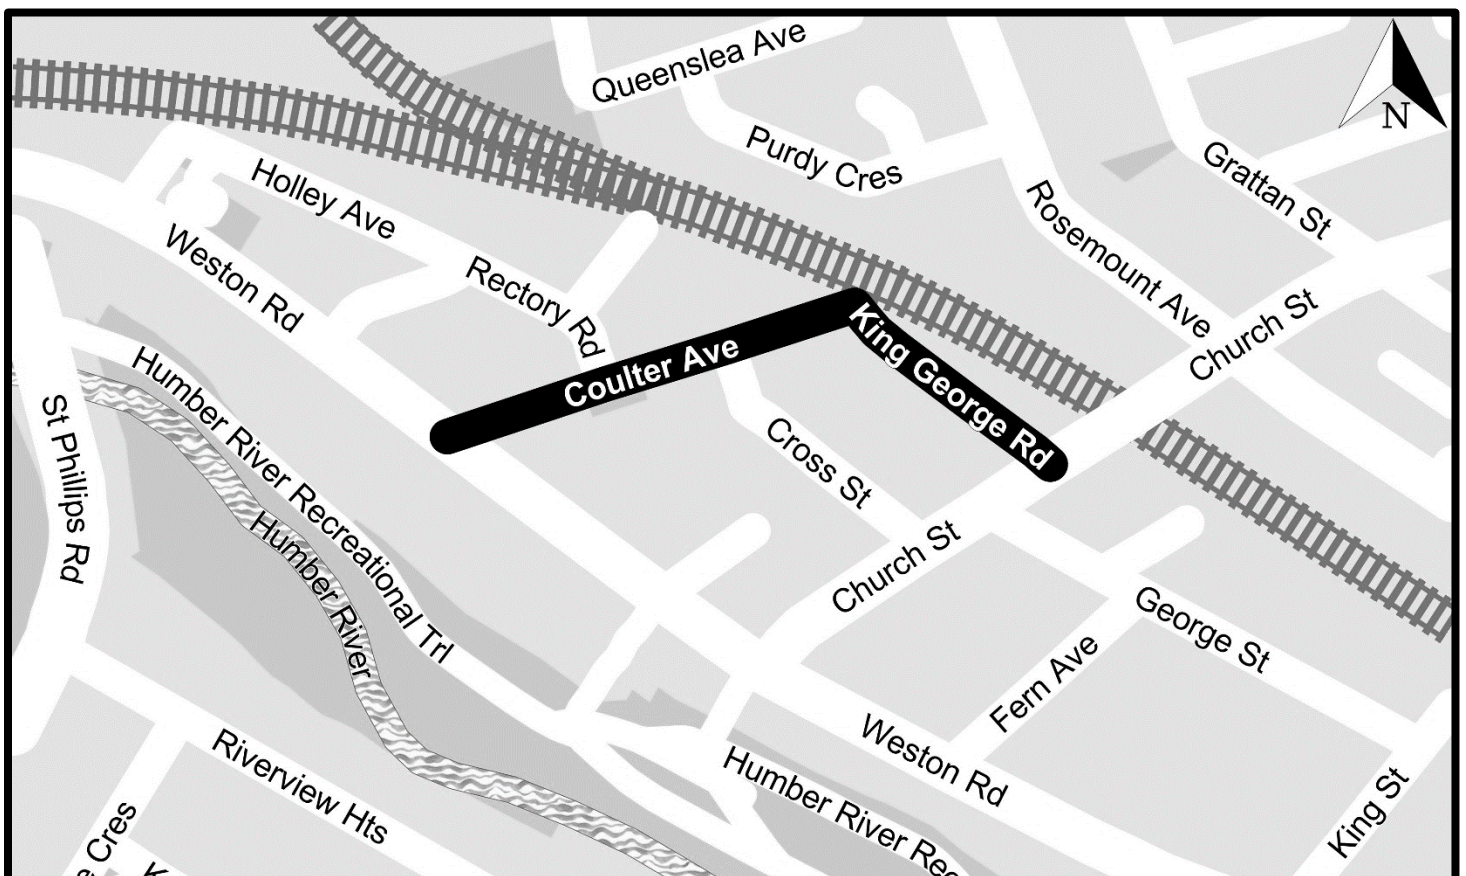 Queenslea Ave
N
Purdy Cres
Grattan St
Holley Ave
Rosemount Ave
Weston Rd
Rectory Rd
Church St
King George Rd
Coulter Ave
Humber River Recreational Trl
St Phillips Rd
Cross St
Humber River
Church St
George St
Fern Ave
Weston Rd
Riverview Hts
Humber River Rec
King St
e Cres
K